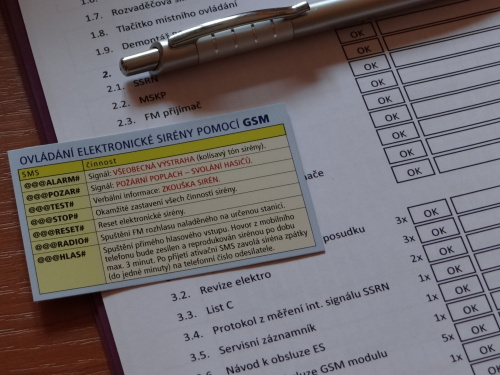 1.7. Rozvaděčová
1.8. Tlačítko místního ovládání
1.9. Demontáž
2.
2.1. SSRN
2.2. MSKP
2.3. FM přijímač
OK
OK
OK
OK
OK
OK
OK
OK
OVLÁDÁNÍ ELEKTRONICKÉ SIRÉNY POMOCÍ GSM
SMS činnost
@@@ALARM# Signál: VŠEOBECNÁ VÝSTRAHA (kolísavý tón sirény).
@@@POZAR# Signál: POŽÁRNÍ POPLACH – SVOLÁNÍ HASIČŮ.
@@@TEST# Verbální informace: ZKOUŠKA SIRÉN.
@@@STOP# Okamžité zastavení všech činností sirény.
@@@RESET# Reset elektronické sirény.
@@@RADIO# Spuštění FM rozhlasu naladěného na určenou stanici.
@@@HLAS# Spuštění přímého hlasového vstupu. Hovor z mobilního
telefonu bude zesílen a reprodukován sirénou po dobu
max. 3 minut. Po přijetí aktivační SMS zavolá siréna zpátky
(do jedné minuty) na telefonní číslo odesílatele.
posudku
3.2. Revize elektro
3.3. List C
3.4. Protokol z měření int. signálu SSRN
3.5. Servisní záznamník
Návod k obsluze ES
obsluze GSM modulu
3x OK
3x OK
2x OK
1x OK
1x OK
1x OK
5x OK
1x OK